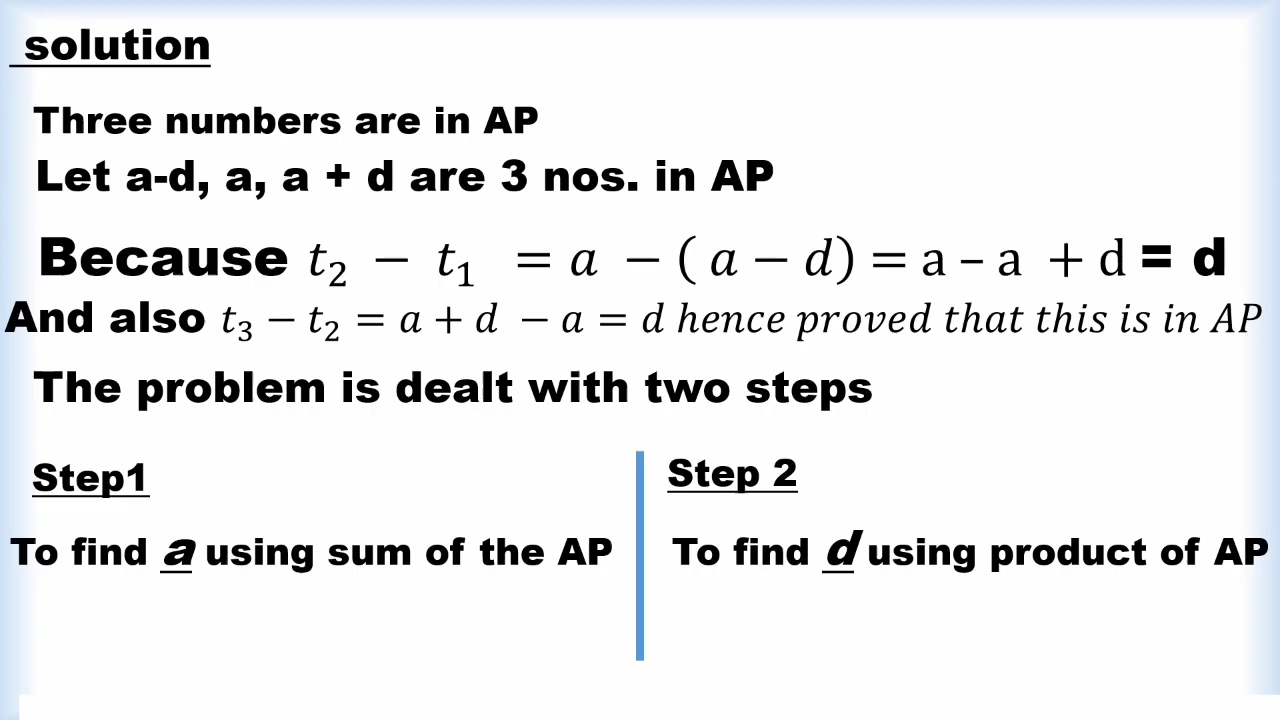 solution
Three numbers are in AP
Let a-d, a, a + d are 3 nos. in AP
Because t₂ − t₁ = a − ( a − d) = a – a + d = d
And also t₃ − t₂ = a + d − a = d hence proved that this is in AP
The problem is dealt with two steps
Step1
To find a using sum of the AP
Step 2
To find d using product of AP